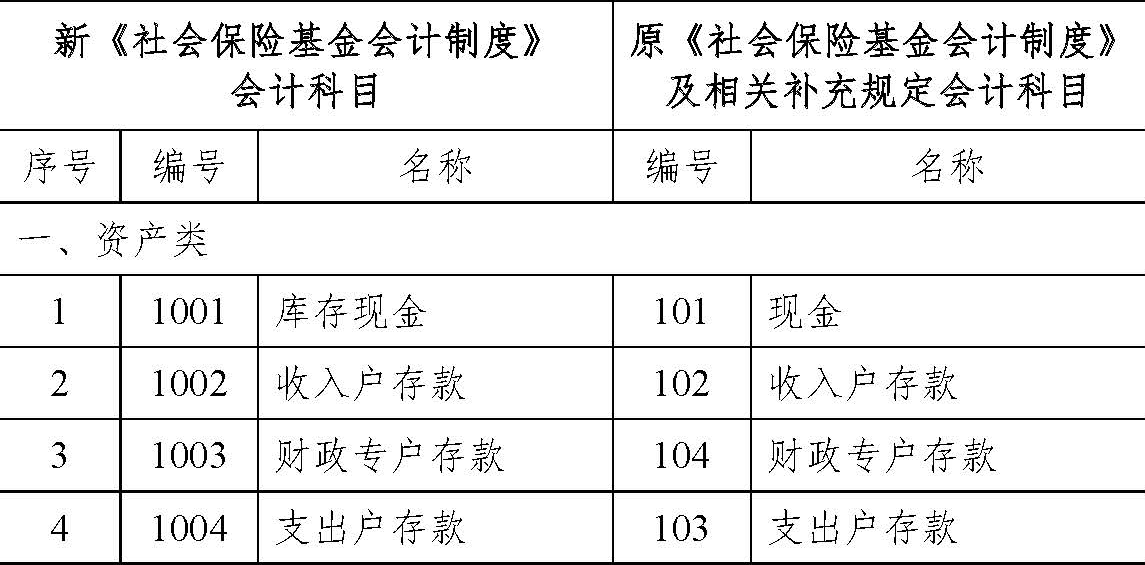 新《社会保险基金会计制度》
会计科目
原《社会保险基金会计制度》
及相关补充规定会计科目
序号 编号 名称 编号 名称
一、资产类
1 1001 库存现金 101 现金
2 1002 收入户存款 102 收入户存款
3 1003 财政专户存款 104 财政专户存款
4 1004 支出户存款 103 支出户存款